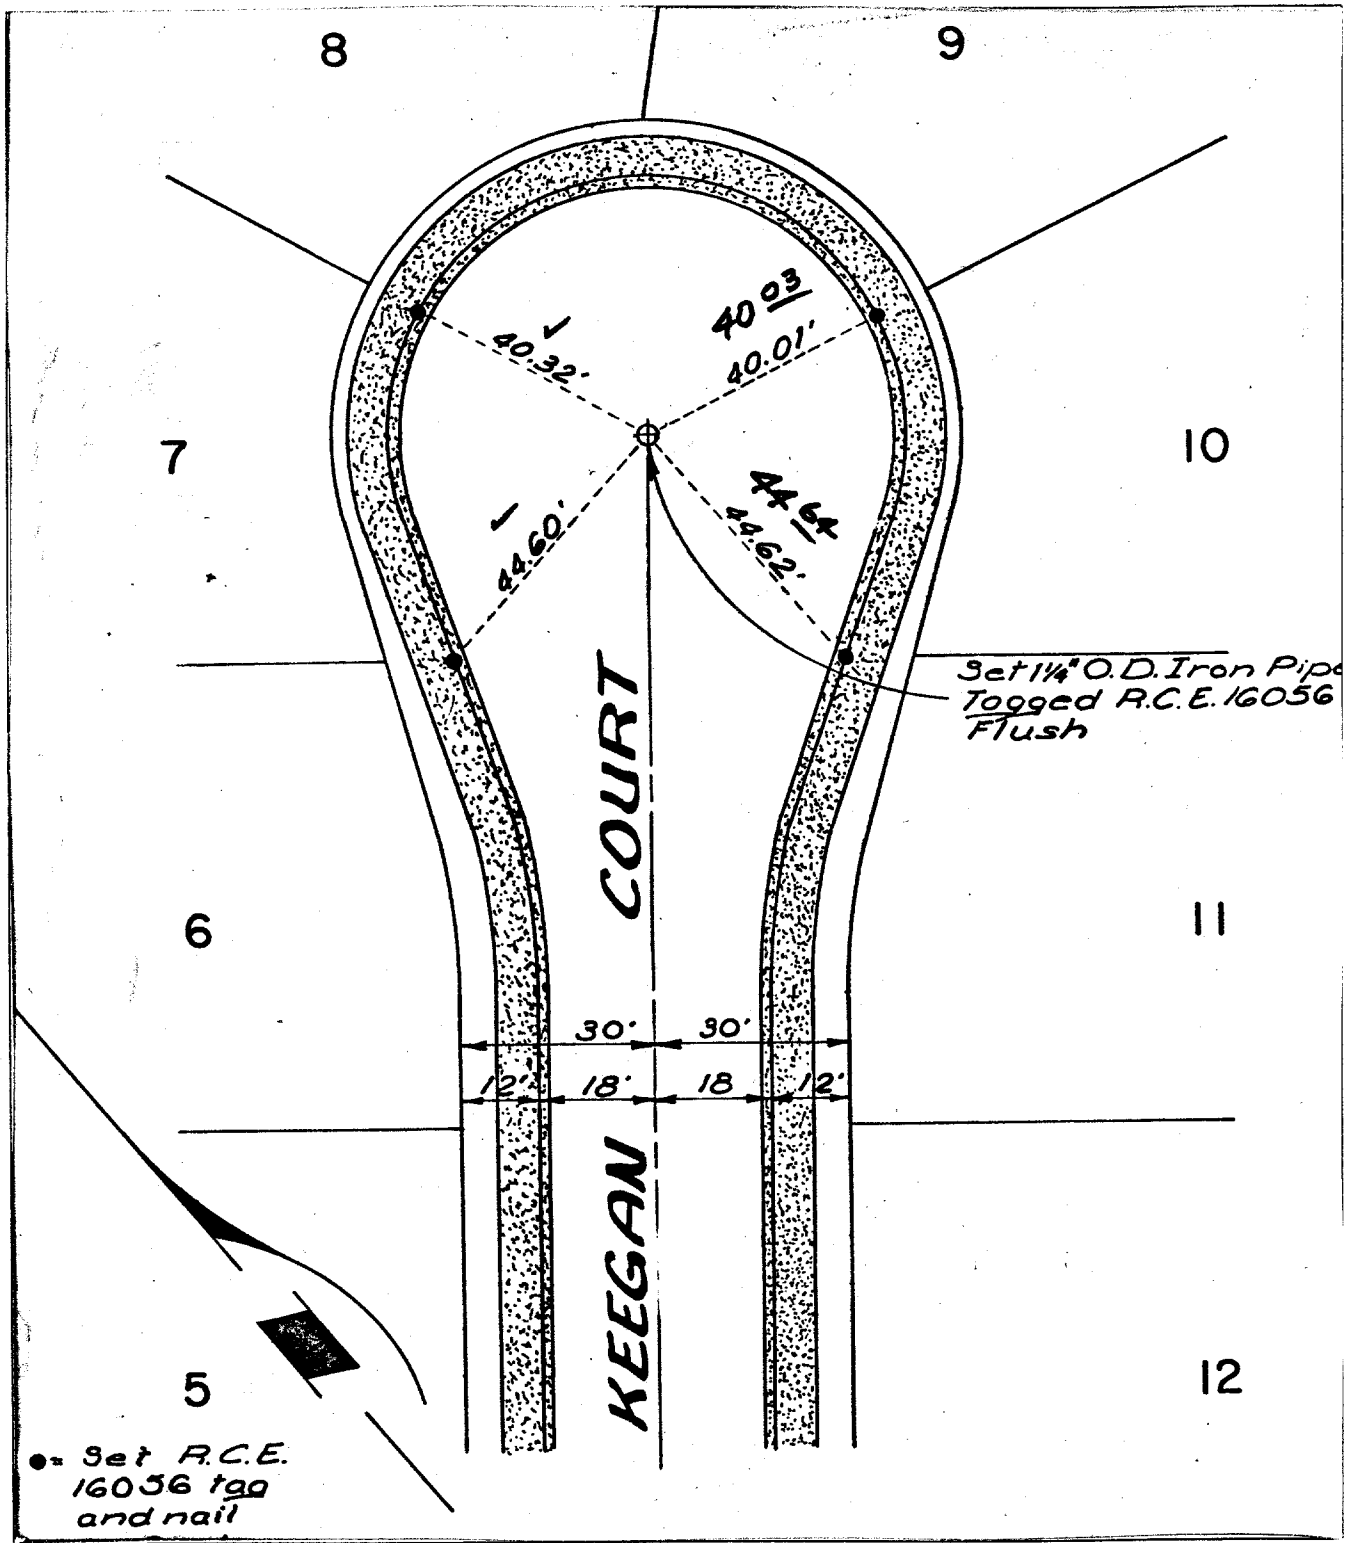 8
9
40 03
40.32'
40.01'
7
10
44 64
44.60'
44.62'
Set 1¼" O.D. Iron Pipe
Tagged R.C.E. 16056
Flush
COURT
6
11
30' 30'
12' 18' 18 12'
KEEGAN
5
12
●= Set R.C.E.
16056 tag
and nail